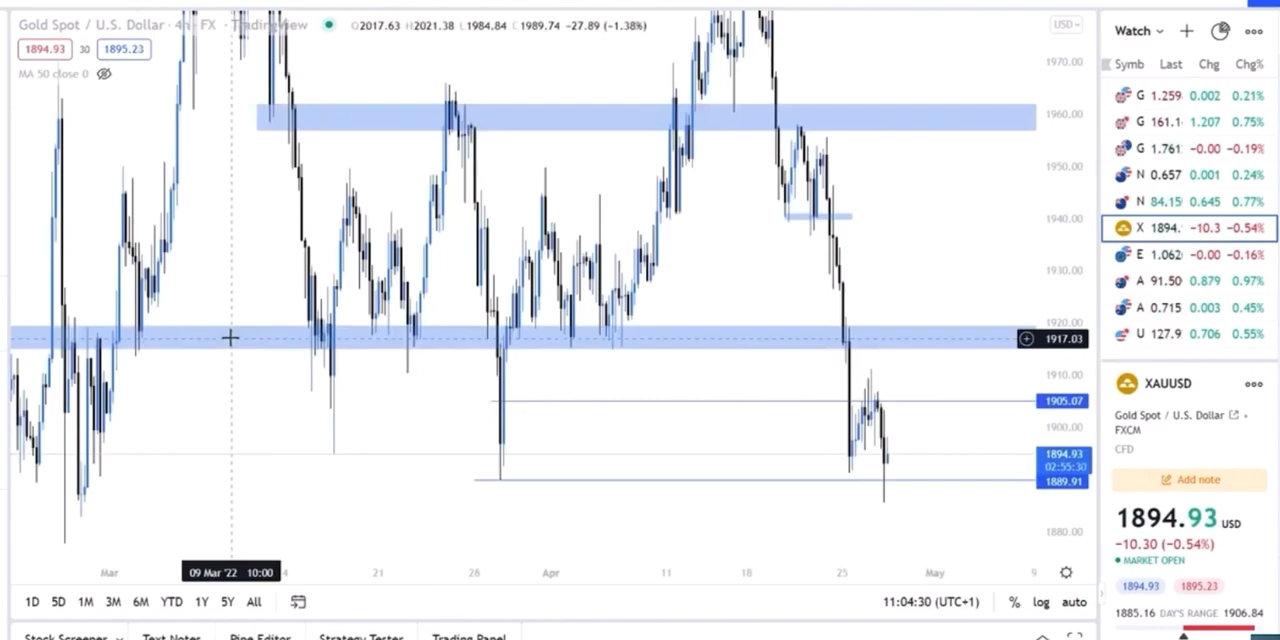 Gold Spot / U.S. Dollar · 4h · FX · TradingView O2017.63 H2021.38 L1984.84 C1989.74 −27.89 (−1.38%)
1894.93 30 1895.23
MA 50 close 0
USD
1970.00
1960.00
1950.00
1940.00
1930.00
1920.00
1917.03
1910.00
1905.07
1900.00
1894.93
02:55:30
1889.91
1880.00
Mar 09 Mar '22 10:00 4 21 28 Apr 11 18 25 May 9
1D 5D 1M 3M 6M YTD 1Y 5Y All 11:04:30 (UTC+1) % log auto
Stock Screener Text Notes Pine Editor Strategy Tester Trading Panel
Watch
Symb Last Chg Chg%
G 1.259 0.002 0.21%
G 161.1 1.207 0.75%
G 1.761 −0.00 −0.19%
N 0.657 0.001 0.24%
N 84.15 0.645 0.77%
X 1894. −10.3 −0.54%
E 1.062 −0.00 −0.16%
A 91.50 0.879 0.97%
A 0.715 0.003 0.45%
U 127.9 0.706 0.55%
XAUUSD
Gold Spot / U.S. Dollar •
FXCM
CFD
Add note
1894.93 USD
−10.30 (−0.54%)
MARKET OPEN
1894.93 1895.23
1885.16 DAY'S RANGE 1906.84